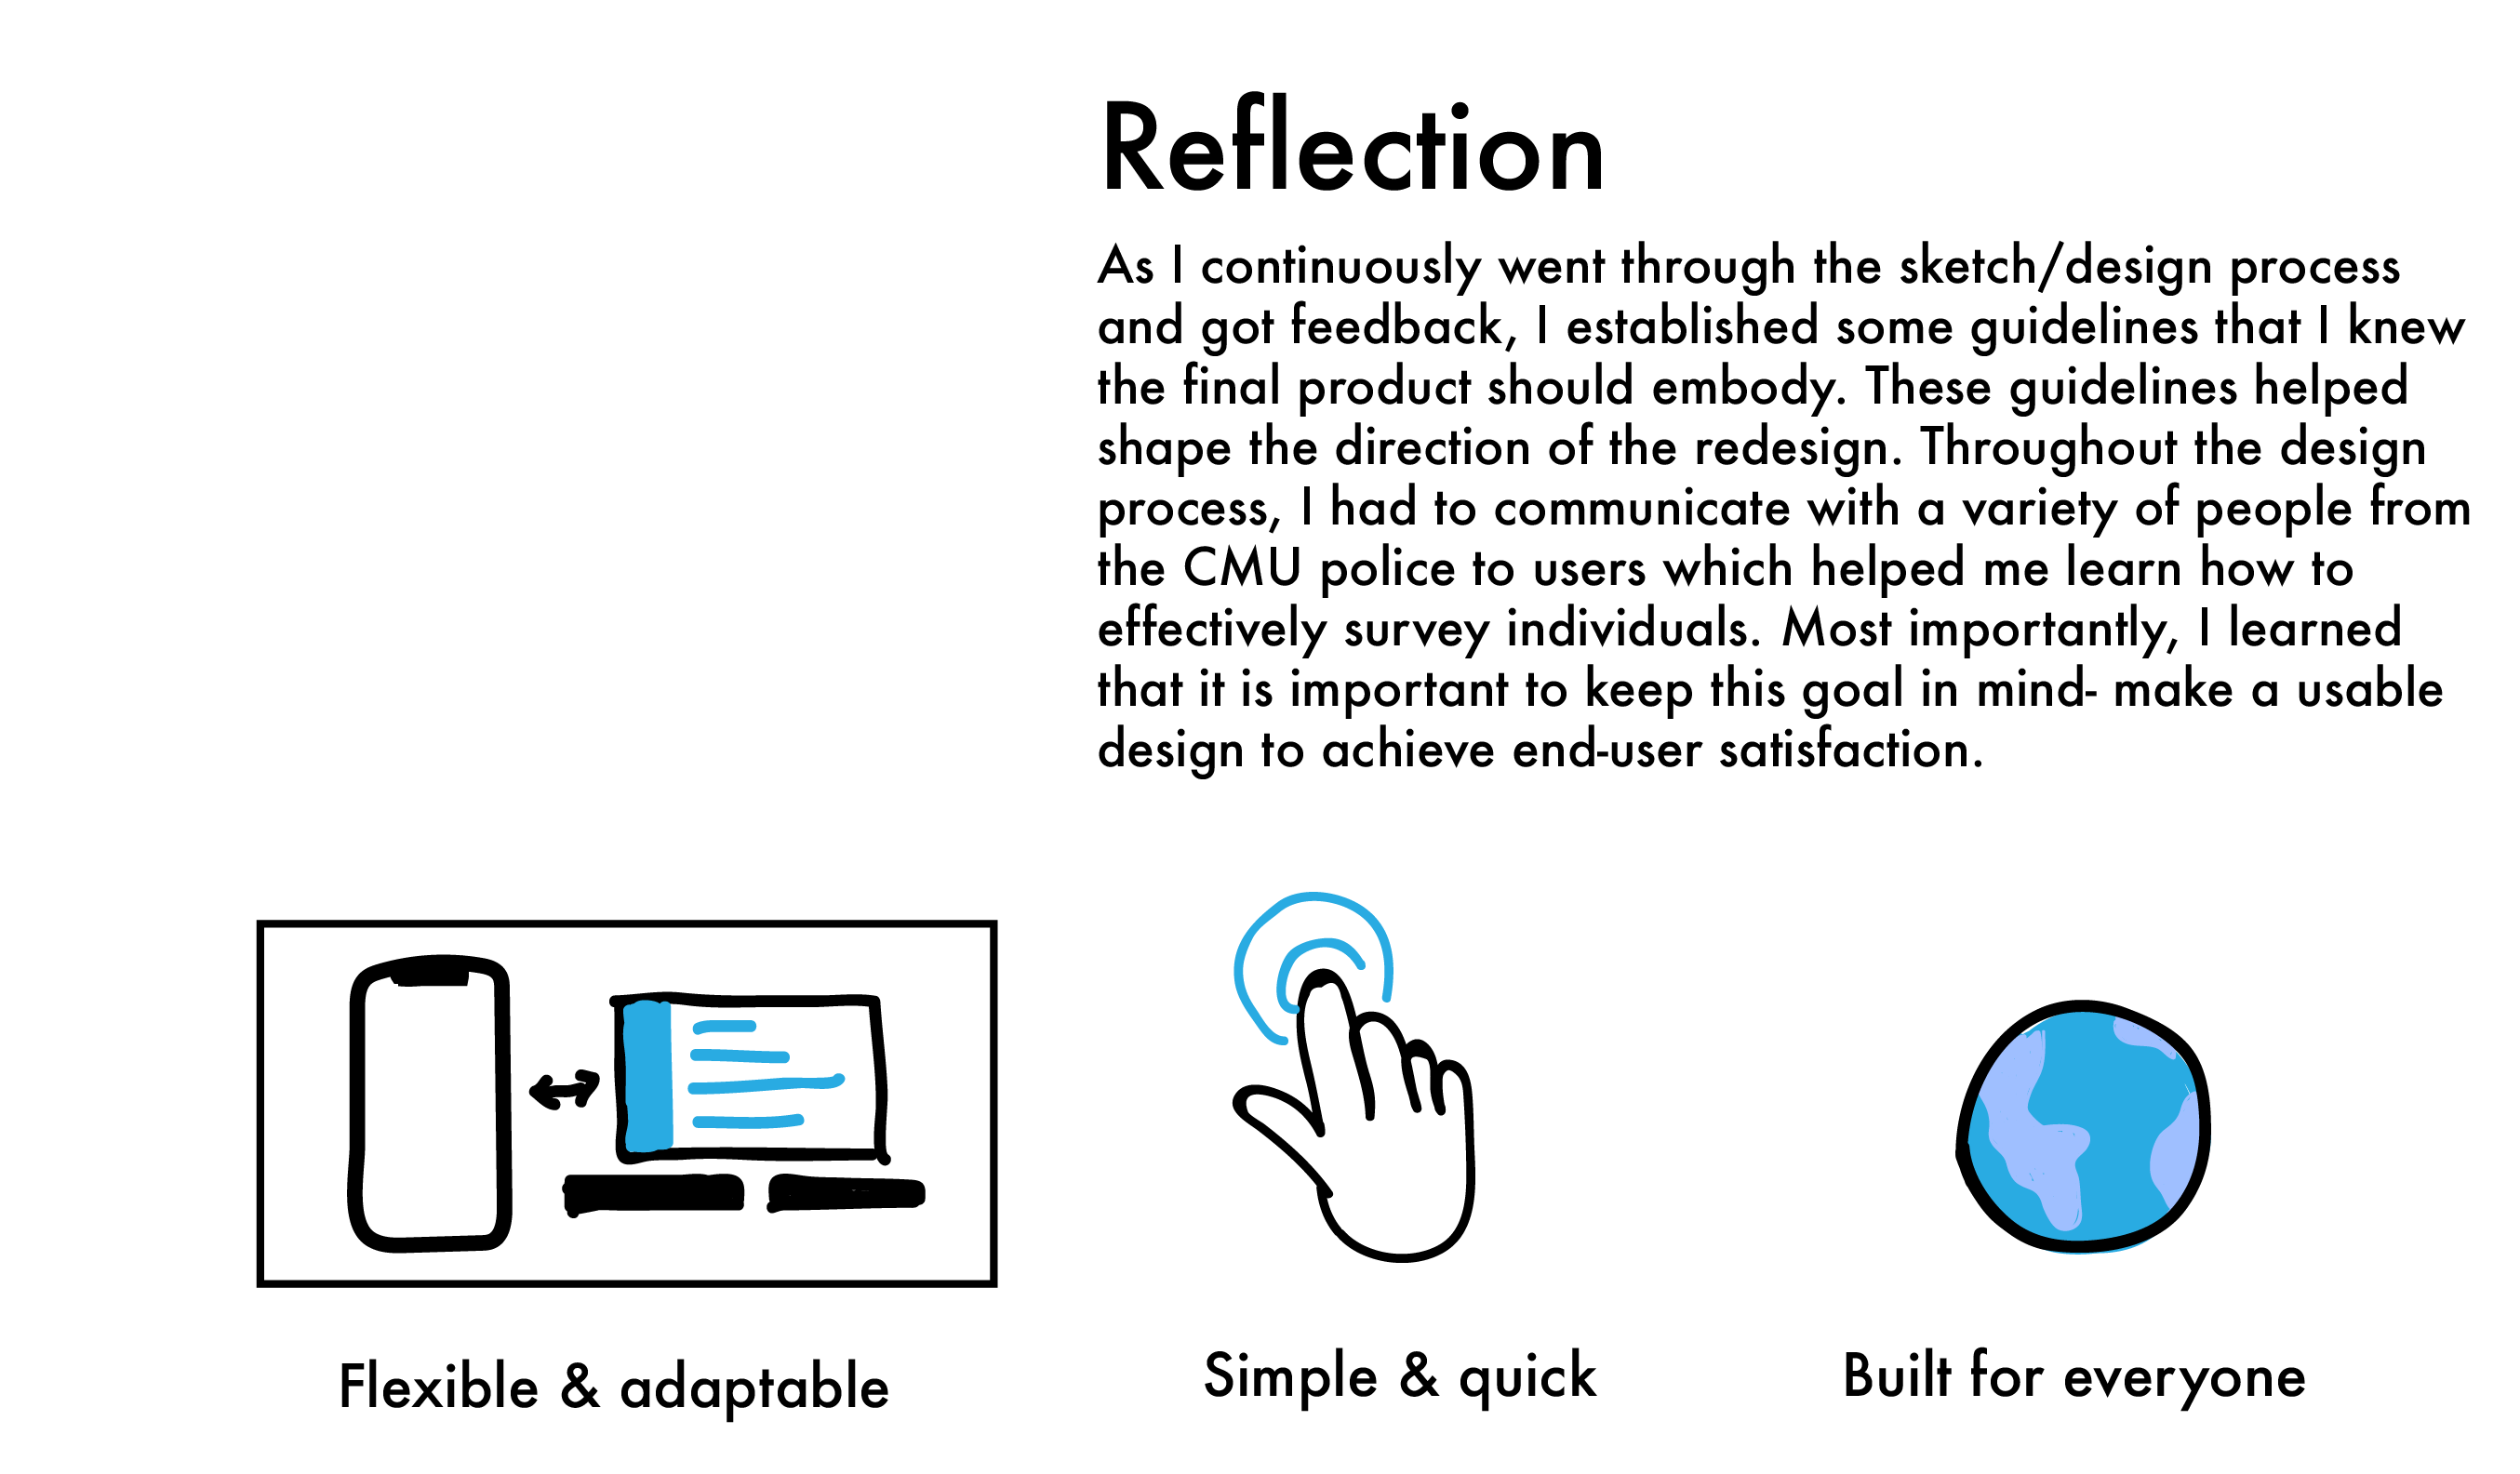 Reflection
As I continuously went through the sketch/design process
and got feedback, I established some guidelines that I knew
the final product should embody. These guidelines helped
shape the direction of the redesign. Throughout the design
process, I had to communicate with a variety of people from
the CMU police to users which helped me learn how to
effectively survey individuals. Most importantly, I learned
that it is important to keep this goal in mind- make a usable
design to achieve end-user satisfaction.
Flexible & adaptable
Simple & quick
Built for everyone